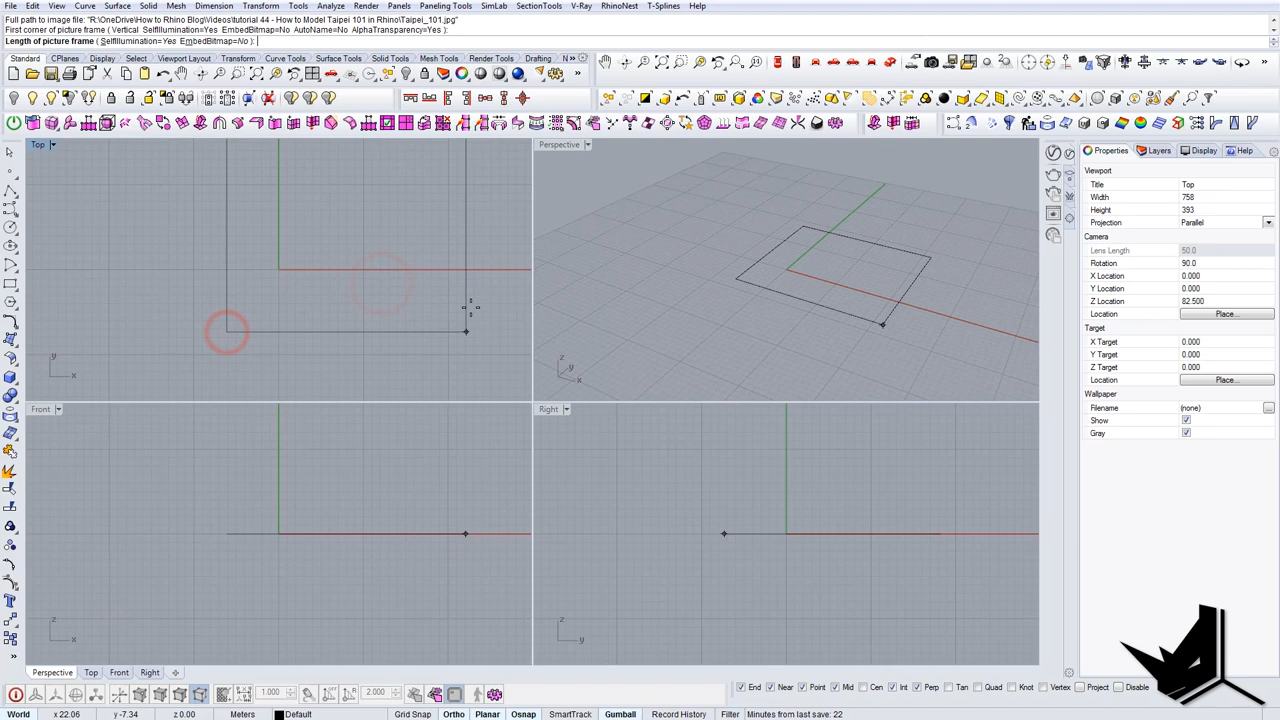 Full path to image file: "R:\OneDrive\How to Rhino Blog\Videos\tutorial 44 - How to Model Taipei 101 in Rhino\Taipei_101.jpg"
First corner of picture frame ( Vertical SelfIllumination=Yes EmbedBitmap=No AutoName=No AlphaTransparency=Yes ):
Length of picture frame ( SelfIllumination=Yes EmbedBitmap=No ):
File Edit View Curve Surface Solid Mesh Dimension Transform Tools Analyze Render Panels Paneling Tools SimLab SectionTools V-Ray RhinoNest T-Splines Help
Standard CPlanes Display Select Viewport Layout Transform Curve Tools Surface Tools Solid Tools Mesh Tools Render Tools Drafting N »
Top
Perspective
Properties Layers Display Help
Viewport
Title Top
Width 758
Height 393
Projection Parallel
Camera
Lens Length 50.0
Rotation 90.0
X Location 0.000
Y Location 0.000
Z Location 82.500
Location Place...
Target
X Target 0.000
Y Target 0.000
Z Target 0.000
Location Place...
Wallpaper
Filename (none) ...
Show
Gray
y
x
z
y
x
Front
Right
z
x
z
y
Perspective Top Front Right
1.000 2.000
End Near Point Mid Cen Int Perp Tan Quad Knot Vertex Project Disable
World x 22.06 y -7.34 z 0.00 Meters Default Grid Snap Ortho Planar Osnap SmartTrack Gumball Record History Filter Minutes from last save: 22